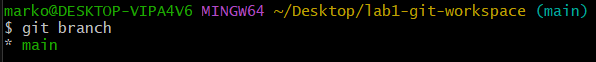 marko@DESKTOP-VIPA4V6 MINGW64 ~/Desktop/lab1-git-workspace (main)
$ git branch
* main